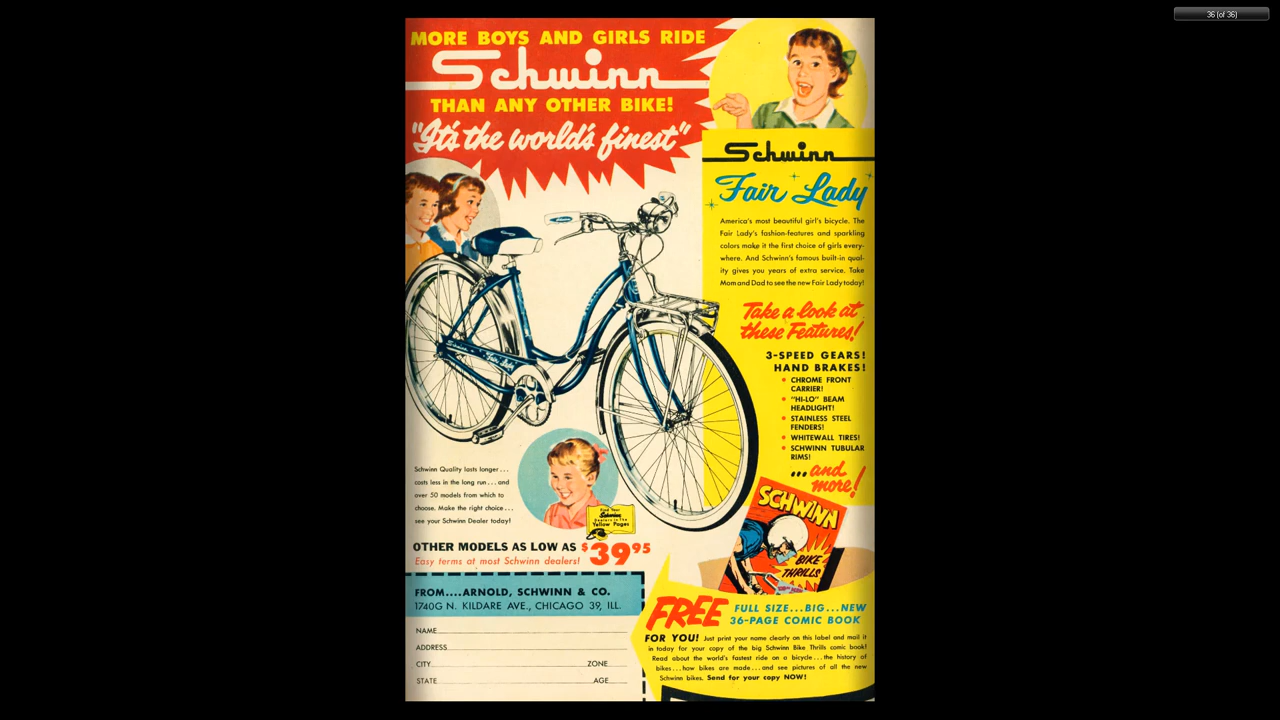 36 (of 36)
MORE BOYS AND GIRLS RIDE
Schwinn
THAN ANY OTHER BIKE!
"It's the world's finest"
Schwinn
Fair Lady
America's most beautiful girl's bicycle. The
Fair Lady's fashion-features and sparkling
colors make it the first choice of girls every-
where. And Schwinn's famous built-in qual-
ity gives you years of extra service. Take
Mom and Dad to see the new Fair Lady today!
Take a look at
these Features!
3-SPEED GEARS!
HAND BRAKES!
• CHROME FRONT
CARRIER!
• "HI-LO" BEAM
HEADLIGHT!
• STAINLESS STEEL
FENDERS!
• WHITEWALL TIRES!
• SCHWINN TUBULAR
RIMS!
...and
more!
Schwinn
Fair Lady
Schwinn Quality lasts longer...
costs less in the long run...and
over 50 models from which to
choose. Make the right choice...
see your Schwinn Dealer today!
Find Your
Schwinn
Dealers in The
Yellow Pages
SCHWINN
BIKE
THRILLS
OTHER MODELS AS LOW AS $39.95
Easy terms at most Schwinn dealers!
FROM....ARNOLD, SCHWINN & CO.
1740G N. KILDARE AVE., CHICAGO 39, ILL.
NAME
ADDRESS
CITY ZONE
STATE AGE
FREE FULL SIZE...BIG...NEW
36-PAGE COMIC BOOK
FOR YOU! Just print your name clearly on this label and mail it
in today for your copy of the big Schwinn Bike Thrills comic book!
Read about the world's fastest ride on a bicycle...the history of
bikes...how bikes are made...and see pictures of all the new
Schwinn bikes. Send for your copy NOW!